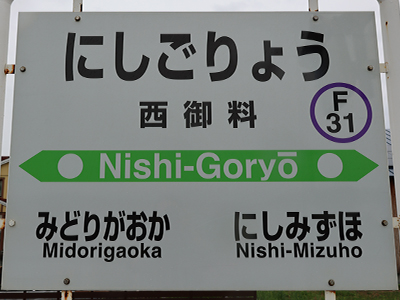 にしごりょう
西御料
F
31
Nishi-Goryō
みどりがおか
Midorigaoka
にしみずほ
Nishi-Mizuho